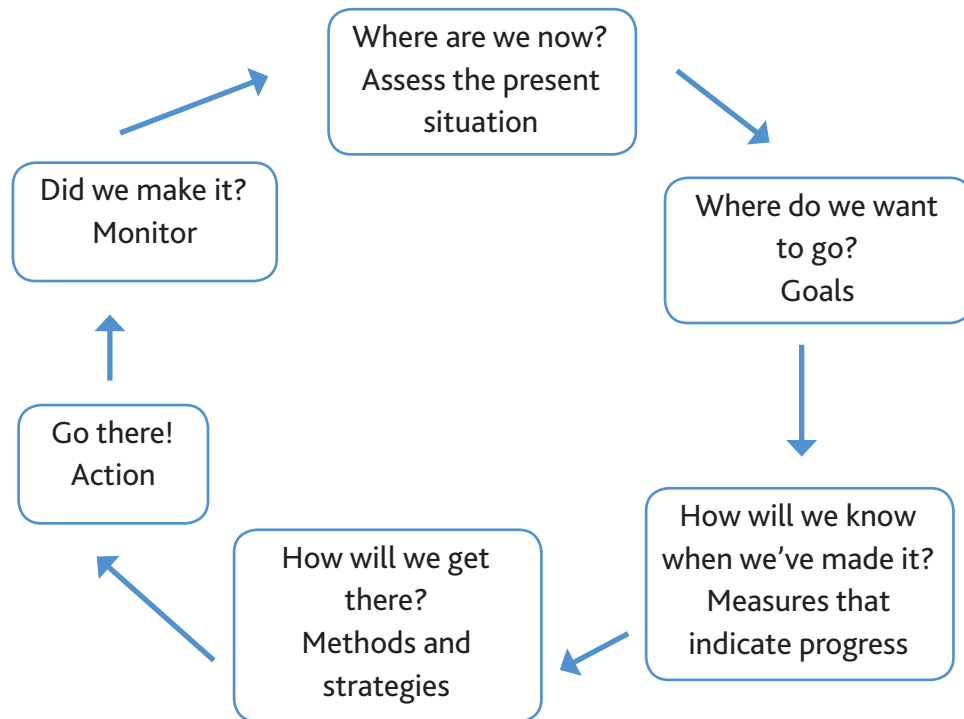 Where are we now?
Assess the present
situation
Where do we want
to go?
Goals
How will we know
when we've made it?
Measures that
indicate progress
How will we get
there?
Methods and
strategies
Go there!
Action
Did we make it?
Monitor